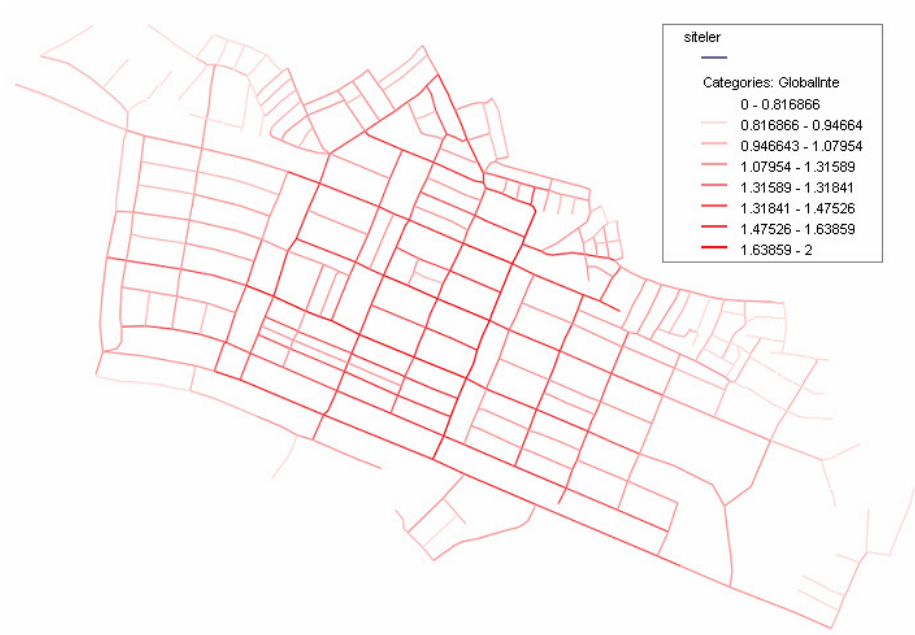 siteler
Categories: GlobalInte
0 - 0.816866
0.816866 - 0.94664
0.946643 - 1.07954
1.07954 - 1.31589
1.31589 - 1.31841
1.31841 - 1.47526
1.47526 - 1.63859
1.63859 - 2